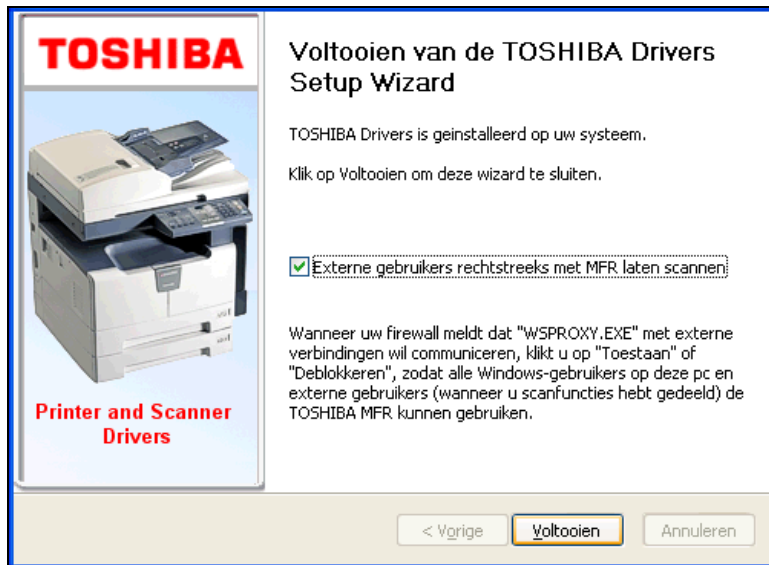 TOSHIBA
Voltooien van de TOSHIBA Drivers
Setup Wizard
TOSHIBA Drivers is geinstalleerd op uw systeem.
Klik op Voltooien om deze wizard te sluiten.
Externe gebruikers rechtstreeks met MFR laten scannen
Wanneer uw firewall meldt dat "WSPROXY.EXE" met externe
verbindingen wil communiceren, klikt u op "Toestaan" of
"Deblokkeren", zodat alle Windows-gebruikers op deze pc en
externe gebruikers (wanneer u scanfuncties hebt gedeeld) de
TOSHIBA MFR kunnen gebruiken.
Printer and Scanner
Drivers
< Vorige
Voltooien
Annuleren